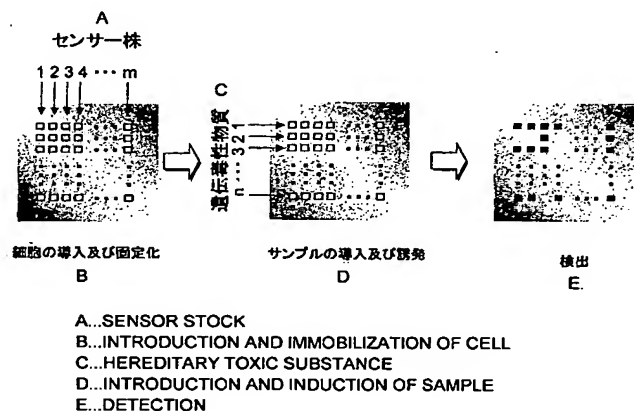 A
センサー株
1 2 3 4 ··· m
C
遺伝毒性物質
1
2
3
n
細胞の導入及び固定化
B
サンプルの導入及び誘発
D
検出
E.
A...SENSOR STOCK
B...INTRODUCTION AND IMMOBILIZATION OF CELL
C...HEREDITARY TOXIC SUBSTANCE
D...INTRODUCTION AND INDUCTION OF SAMPLE
E...DETECTION